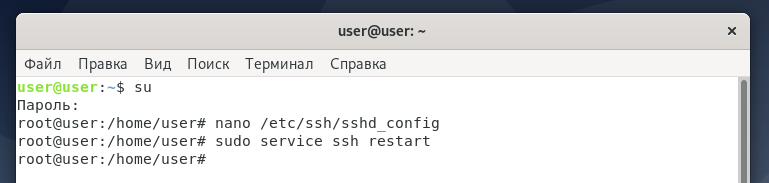 user@user: ~
×
Файл Правка Вид Поиск Терминал Справка
user@user:~$ su
Пароль:
root@user:/home/user# nano /etc/ssh/sshd_config
root@user:/home/user# sudo service ssh restart
root@user:/home/user#